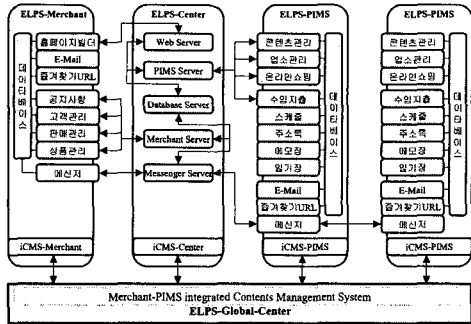 ELPS-Merchant
데이타베이스
홈페이지빌더
E-Mail
즐겨찾기URL
공지사항
고객관리
판매관리
상품관리
메신저
iCMS-Merchant
ELPS-Center
Web Server
PIMS Server
Database Server
Merchant Server
Messenger Server
iCMS-Center
ELPS-PIMS
콘텐츠관리
업소관리
온라인쇼핑
수입지출
스케줄
주소록
메모장
일기장
E-Mail
즐겨찾기URL
메신저
데이타베이스
iCMS-PIMS
ELPS-PIMS
콘텐츠관리
업소관리
온라인쇼핑
수입지출
스케줄
주소록
메모장
일기장
E-Mail
즐겨찾기URL
메신저
데이타베이스
iCMS-PIMS
Merchant-PIMS integrated Contents Management System
ELPS-Global-Center